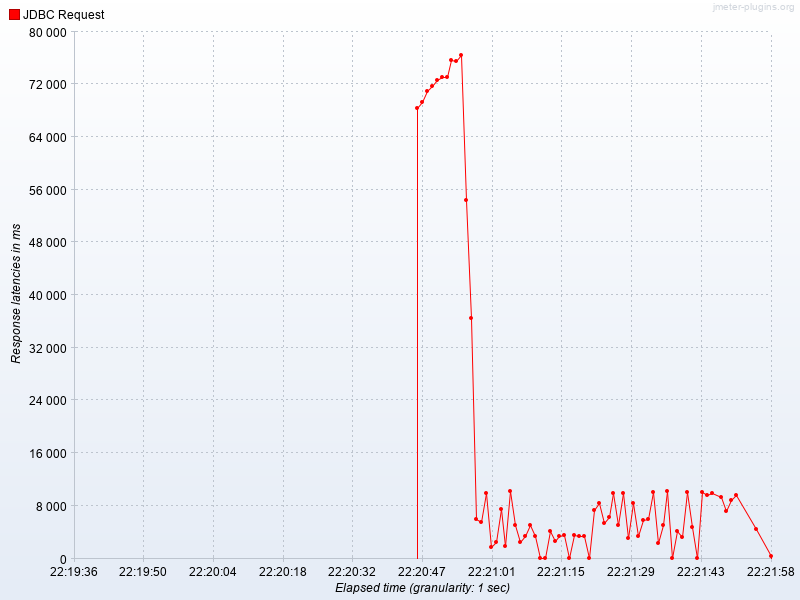 jmeter-plugins.org
JDBC Request
80 000
72 000
64 000
56 000
48 000
40 000
32 000
24 000
16 000
8 000
0
Response latencies in ms
22:19:36 22:19:50 22:20:04 22:20:18 22:20:32 22:20:47 22:21:01 22:21:15 22:21:29 22:21:43 22:21:58
Elapsed time (granularity: 1 sec)